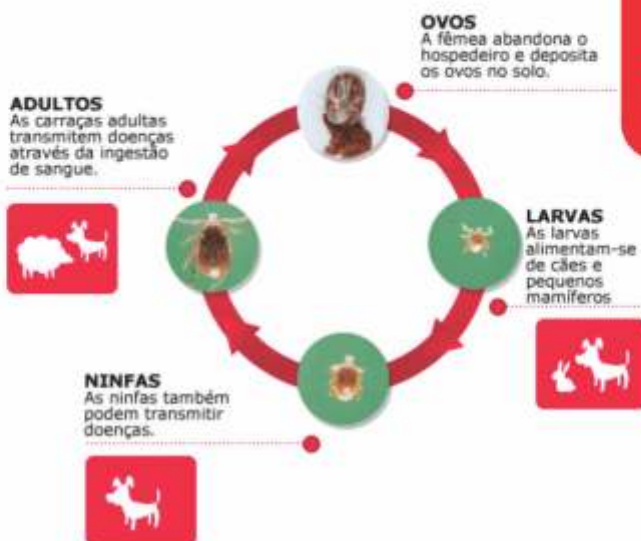 OVOS
A fêmea abandona o
hospedeiro e deposita
os ovos no solo.
ADULTOS
As carraças adultas
transmitem doenças
através da ingestão
de sangue.
LARVAS
As larvas
alimentam-se
de cães e
pequenos
mamíferos
NINFAS
As ninfas também
podem transmitir
doenças.